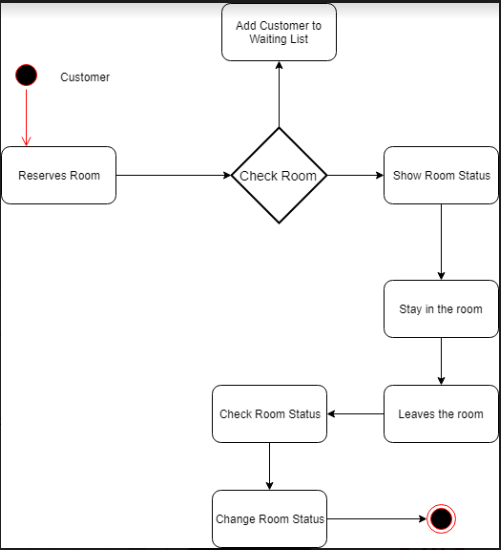 Add Customer to
Waiting List
Customer
Reserves Room
Check Room
Show Room Status
Stay in the room
Check Room Status
Leaves the room
Change Room Status